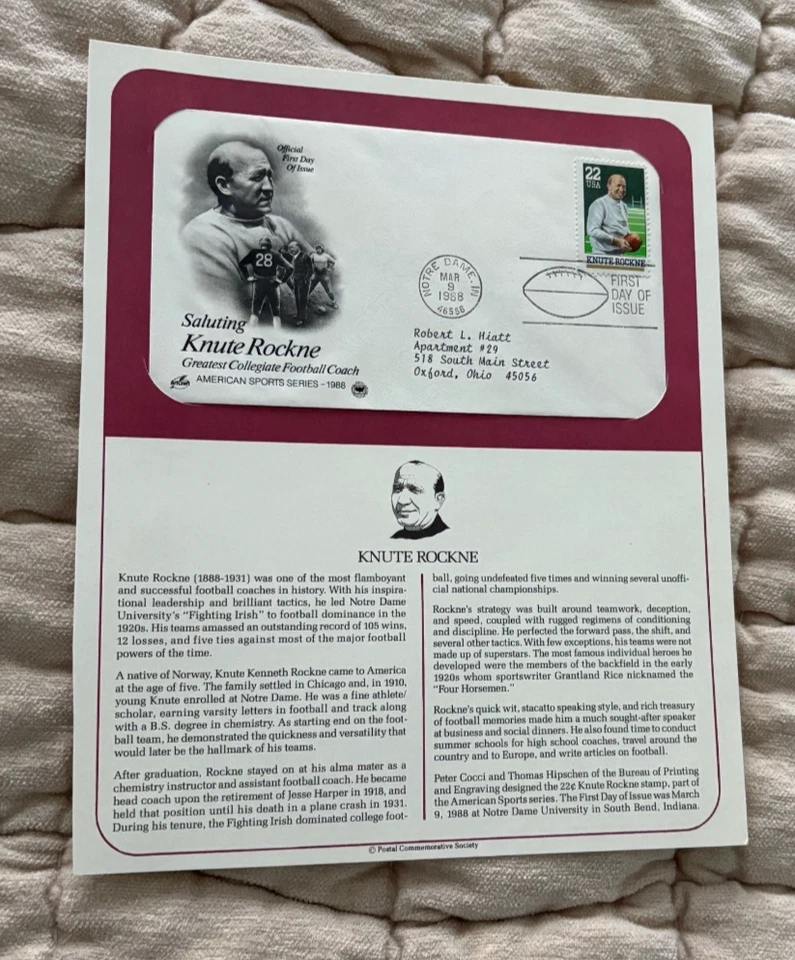 Official
First Day
Of Issue
22
USA
KNUTE ROCKNE
28
NOTRE DAME, IN
MAR
9
1988
46556
FIRST
DAY OF
ISSUE
Robert L. Hiatt
Apartment #29
518 South Main Street
Oxford, Ohio 45056
Saluting
Knute Rockne
Greatest Collegiate Football Coach
AMERICAN SPORTS SERIES - 1988
KNUTE ROCKNE
Knute Rockne (1888-1931) was one of the most flamboyant
and successful football coaches in history. With his inspira-
tional leadership and brilliant tactics, he led Notre Dame
University's "Fighting Irish" to football dominance in the
1920s. His teams amassed an outstanding record of 105 wins,
12 losses, and five ties against most of the major football
powers of the time.
A native of Norway, Knute Kenneth Rockne came to America
at the age of five. The family settled in Chicago and, in 1910,
young Knute enrolled at Notre Dame. He was a fine athlete/
scholar, earning varsity letters in football and track along
with a B.S. degree in chemistry. As starting end on the foot-
ball team, he demonstrated the quickness and versatility that
would later be the hallmark of his teams.
After graduation, Rockne stayed on at his alma mater as a
chemistry instructor and assistant football coach. He became
head coach upon the retirement of Jesse Harper in 1918, and
held that position until his death in a plane crash in 1931.
During his tenure, the Fighting Irish dominated college foot-
ball, going undefeated five times and winning several unoffi-
cial national championships.
Rockne's strategy was built around teamwork, deception,
and speed, coupled with rugged regimens of conditioning
and discipline. He perfected the forward pass, the shift, and
several other tactics. With few exceptions, his teams were not
made up of superstars. The most famous individual heroes he
developed were the members of the backfield in the early
1920s whom sportswriter Grantland Rice nicknamed the
"Four Horsemen."
Rockne's quick wit, stacatto speaking style, and rich treasury
of football memories made him a much sought-after speaker
at business and social dinners. He also found time to conduct
summer schools for high school coaches, travel around the
country and to Europe, and write articles on football.
Peter Cocci and Thomas Hipschen of the Bureau of Printing
and Engraving designed the 22¢ Knute Rockne stamp, part of
the American Sports series. The First Day of Issue was March
9, 1988 at Notre Dame University in South Bend, Indiana.
© Postal Commemorative Society